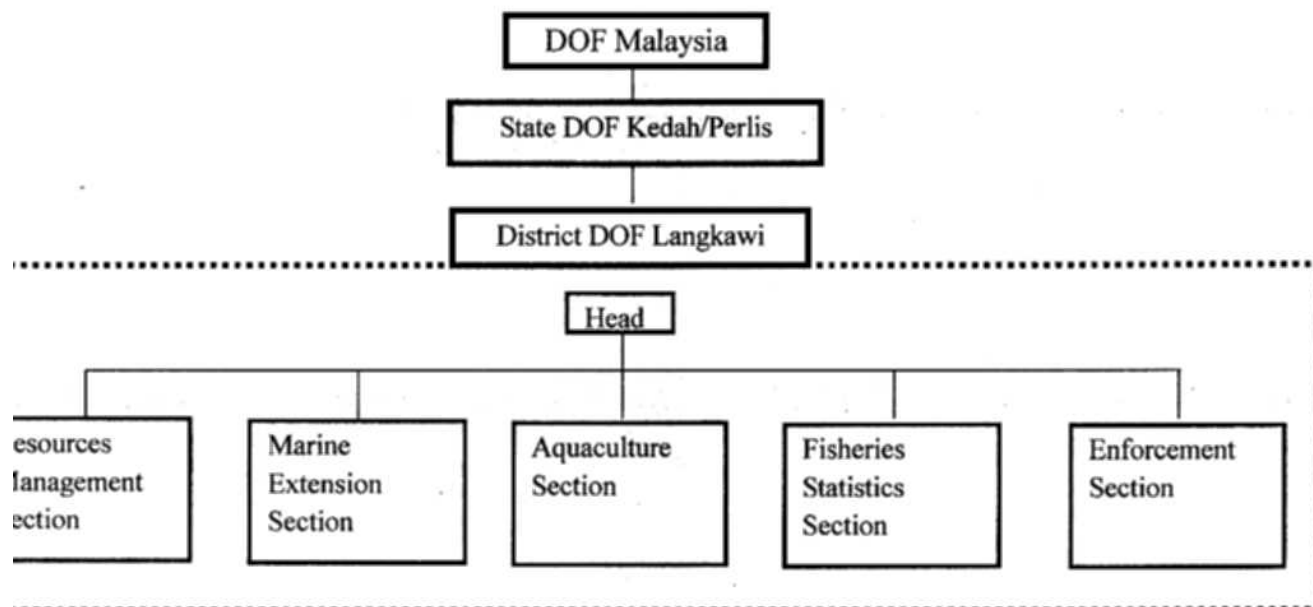 DOF Malaysia
State DOF Kedah/Perlis
District DOF Langkawi
Head
esources
anagement
ection
Marine
Extension
Section
Aquaculture
Section
Fisheries
Statistics
Section
Enforcement
Section